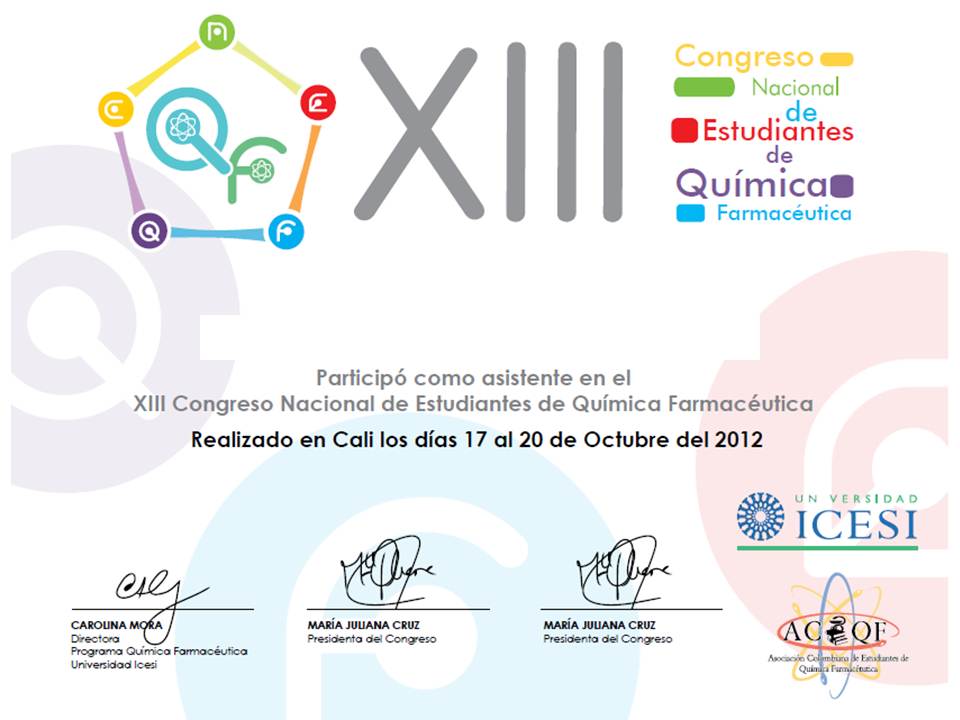 N
C
E
Q
F
QF
XIII
Congreso
Nacional
de
Estudiantes
de
Química
Farmacéutica
Participó como asistente en el
XIII Congreso Nacional de Estudiantes de Química Farmacéutica
Realizado en Cali los días 17 al 20 de Octubre del 2012
UN VERSIDAD
ICESI
CAROLINA MORA
Directora
Programa Química Farmacéutica
Universidad Icesi
MARÍA JULIANA CRUZ
Presidenta del Congreso
MARÍA JULIANA CRUZ
Presidenta del Congreso
ACEQF
Asociación Colombiana de Estudiantes de
Química Farmacéutica